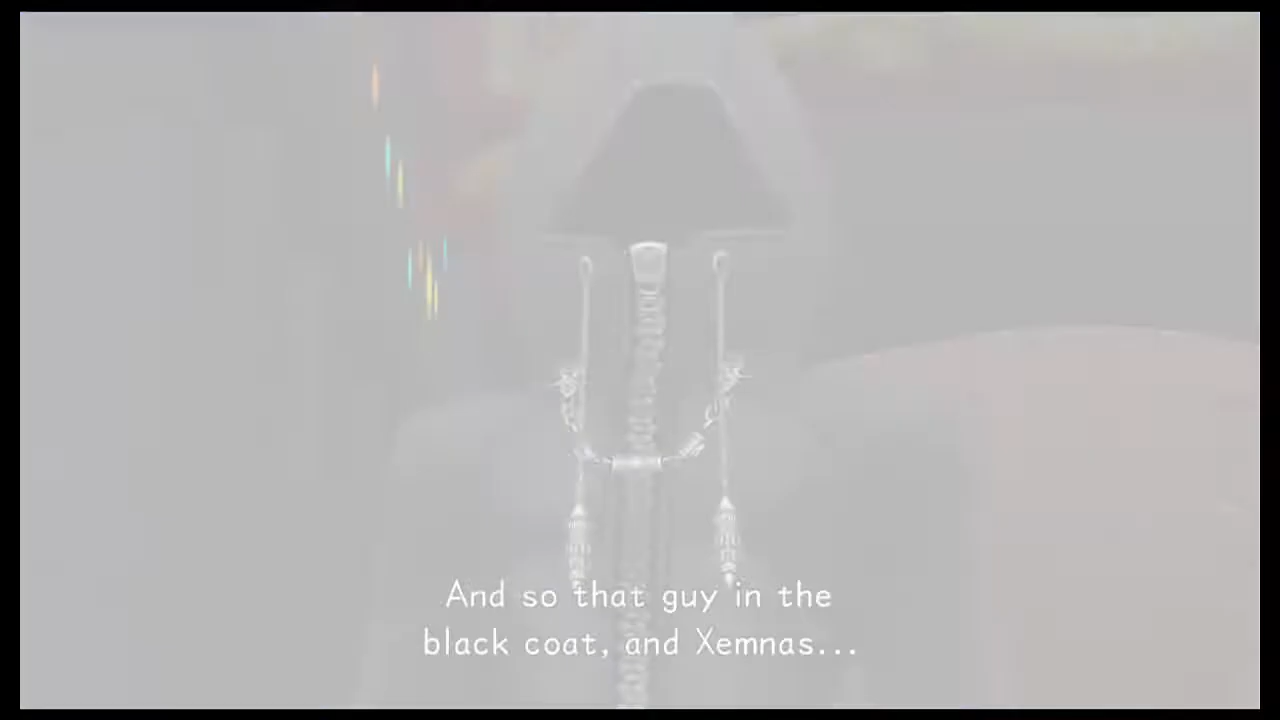 And so that guy in the
black coat, and Xemnas...